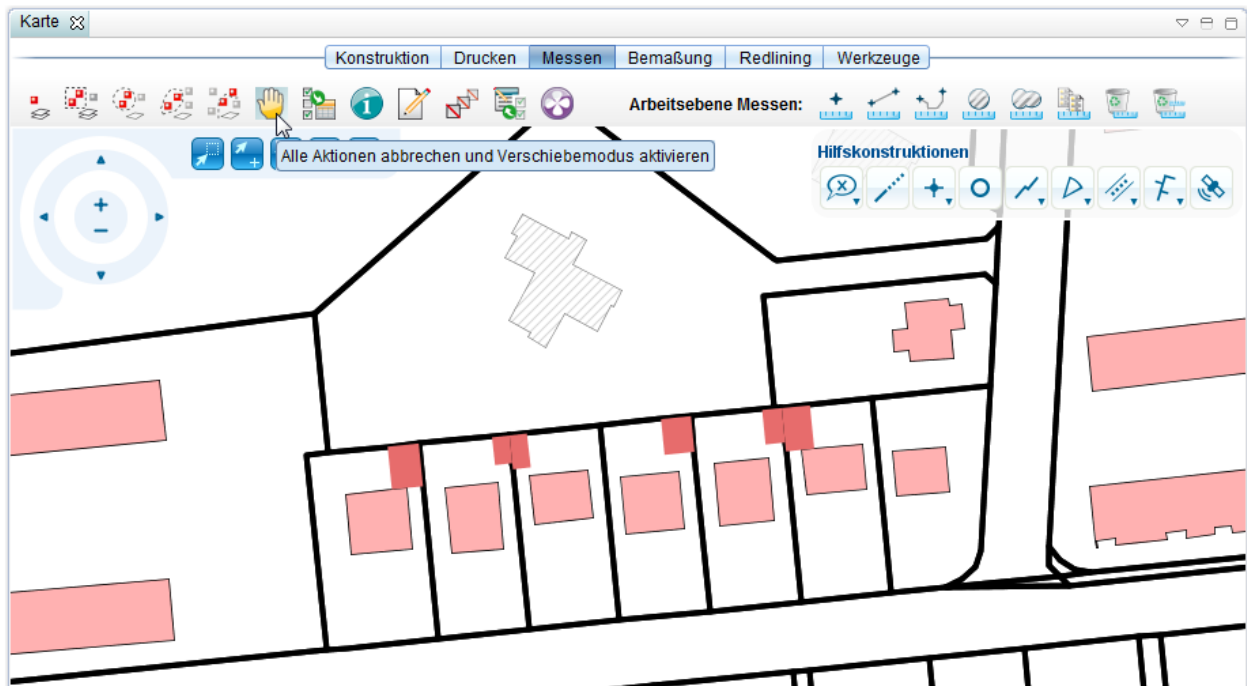 Karte
Konstruktion Drucken Messen Bemaßung Redlining Werkzeuge
Arbeitsebene Messen:
Alle Aktionen abbrechen und Verschiebemodus aktivieren
Hilfskonstruktionen